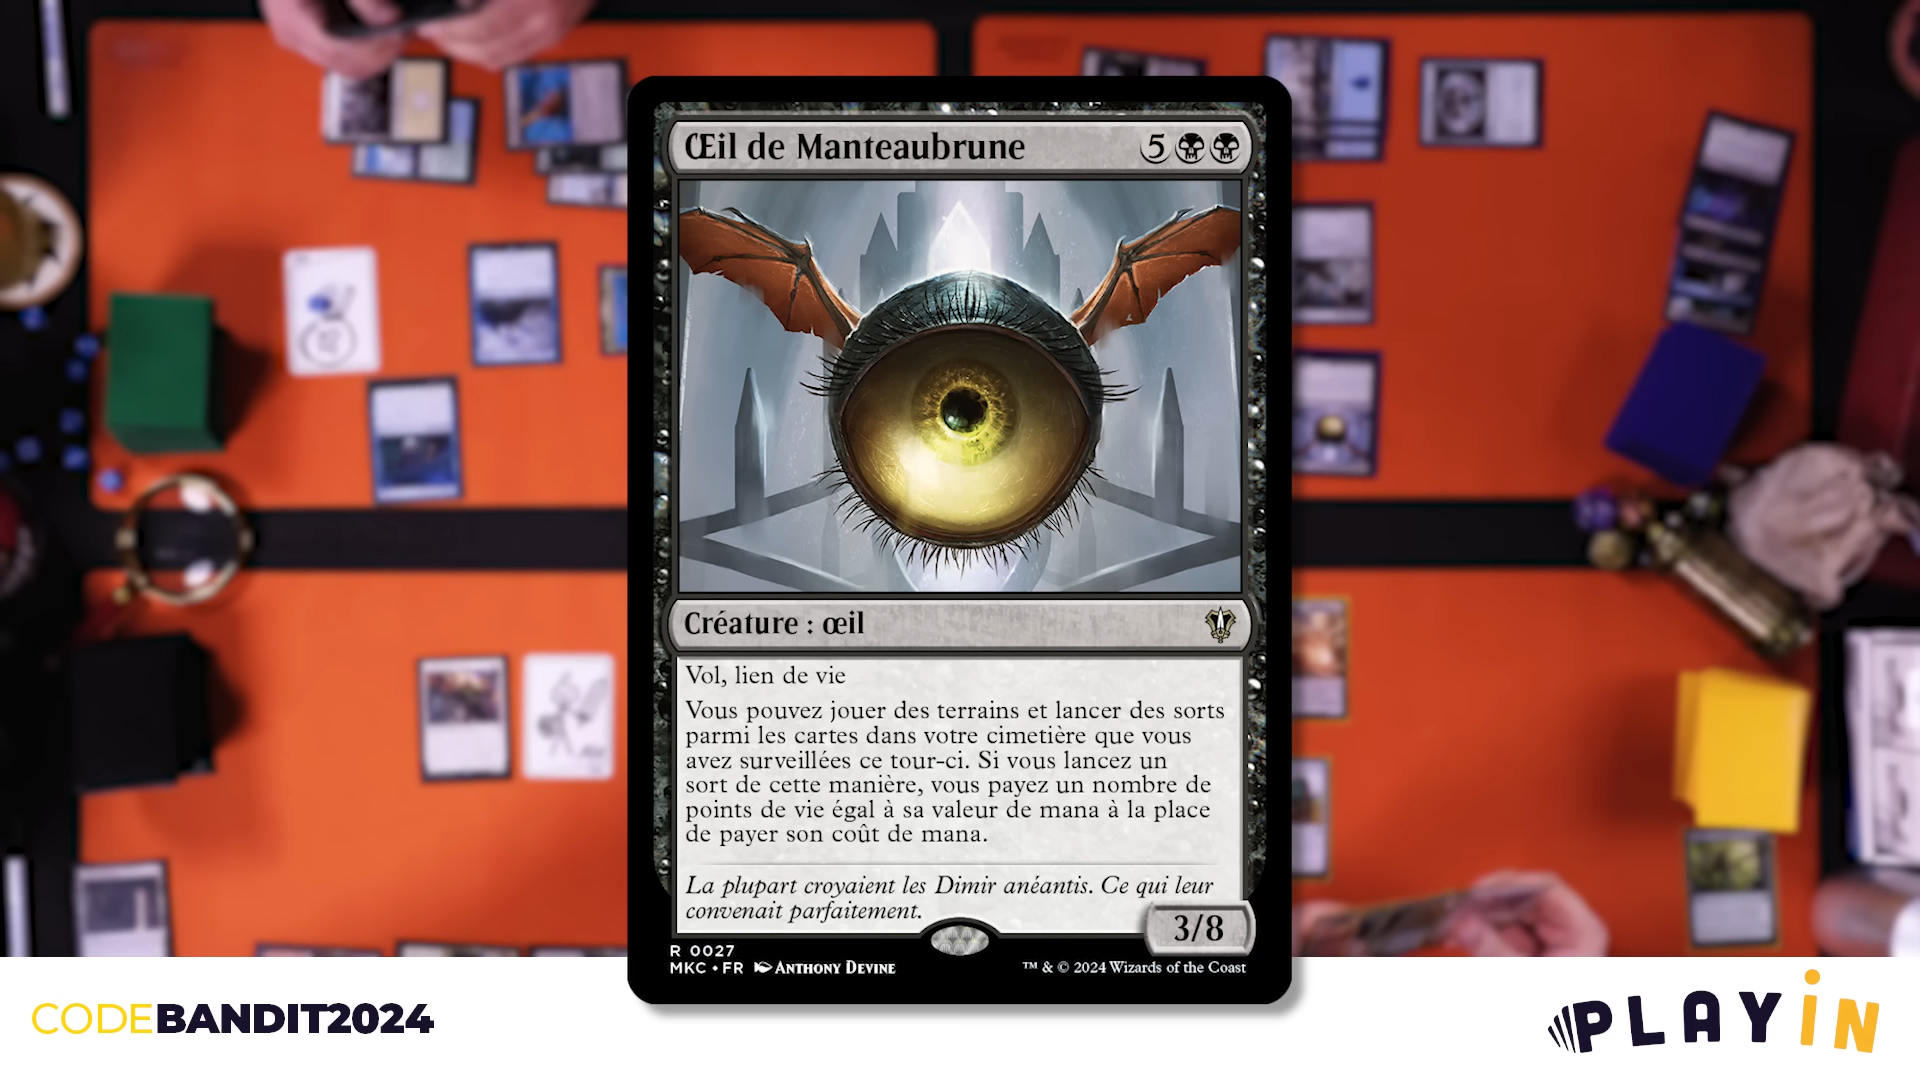 Œil de Manteaubrune 5
Créature : œil
Vol, lien de vie
Vous pouvez jouer des terrains et lancer des sorts
parmi les cartes dans votre cimetière que vous
avez surveillées ce tour-ci. Si vous lancez un
sort de cette manière, vous payez un nombre de
points de vie égal à sa valeur de mana à la place
de payer son coût de mana.
La plupart croyaient les Dimir anéantis. Ce qui leur
convenait parfaitement.
3/8
R 0027
MKC • FR ANTHONY DEVINE
™ & © 2024 Wizards of the Coast
CODEBANDIT2024
PLAYIN